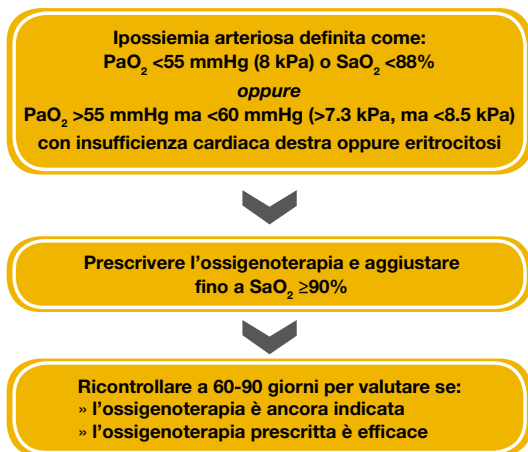 Ipossiemia arteriosa definita come:
PaO₂ <55 mmHg (8 kPa) o SaO₂ <88%
oppure
PaO₂ >55 mmHg ma <60 mmHg (>7.3 kPa, ma <8.5 kPa)
con insufficienza cardiaca destra oppure eritrocitosi
Prescrivere l’ossigenoterapia e aggiustare
fino a SaO₂ ≥90%
Ricontrollare a 60-90 giorni per valutare se:
» l’ossigenoterapia è ancora indicata
» l’ossigenoterapia prescritta è efficace